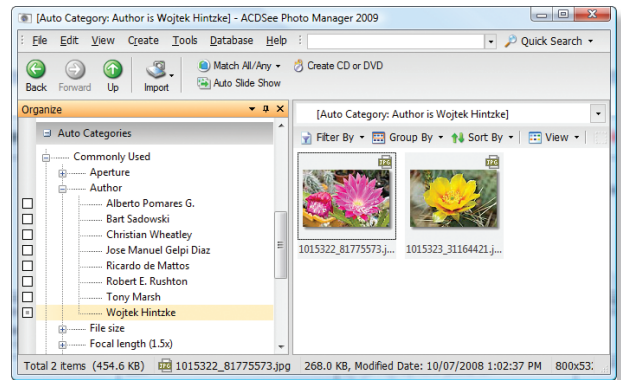 [Auto Category: Author is Wojtek Hintzke] - ACDSee Photo Manager 2009
File Edit View Create Tools Database Help Quick Search
Back Forward Up Import Match All/Any Create CD or DVD
Auto Slide Show
Organize
[Auto Category: Author is Wojtek Hintzke]
Auto Categories
Filter By Group By Sort By View
Commonly Used
Aperture
Author
Alberto Pomares G.
Bart Sadowski
Christian Wheatley
Jose Manuel Gelpi Diaz
Ricardo de Mattos
Robert E. Rushton
Tony Marsh
Wojtek Hintzke
File size
Focal length (1.5x)
JPG JPG
1015322_81775573.j... 1015323_31164421.j...
Total 2 items (454.6 KB) JPG 1015322_81775573.jpg 268.0 KB, Modified Date: 10/07/2008 1:02:37 PM